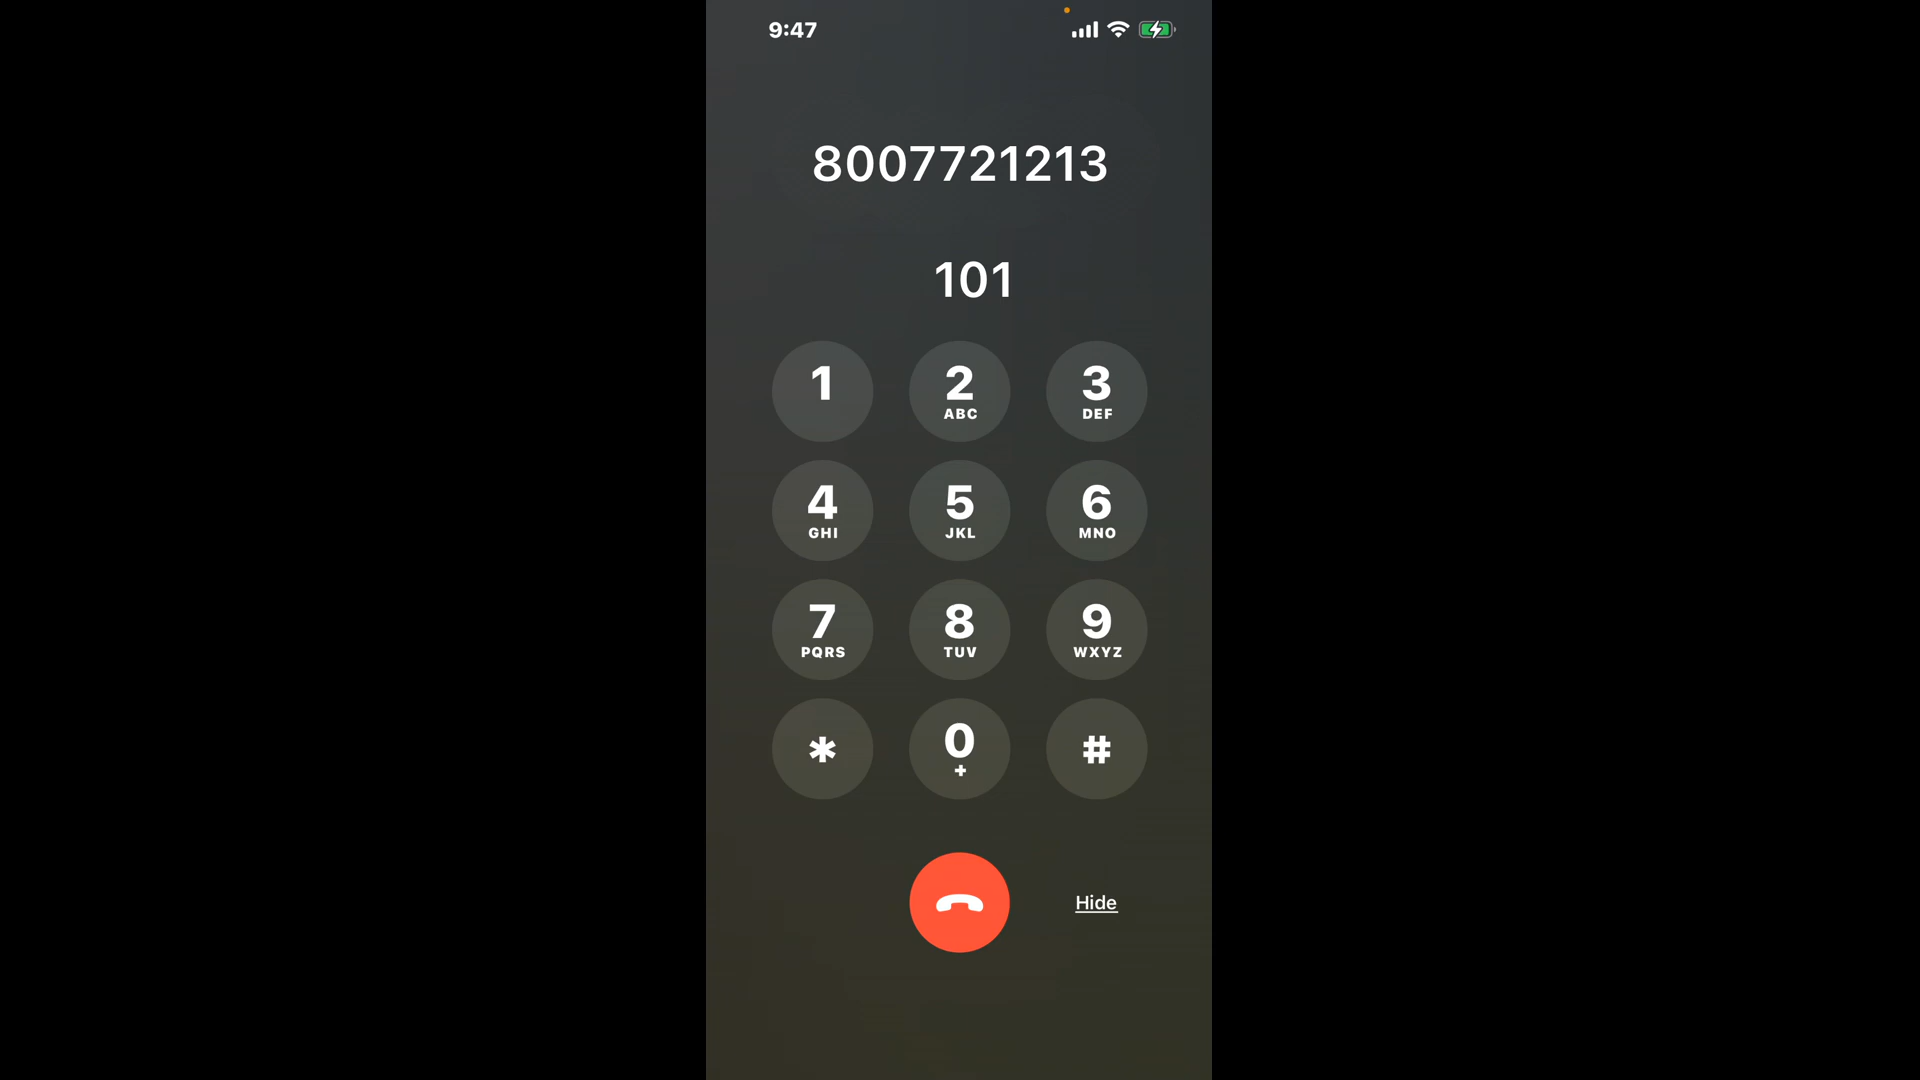 9:47
8007721213
101
1 2 3
ABC DEF
4 5 6
GHI JKL MNO
7 8 9
PQRS TUV WXYZ
* 0 #
+
Hide